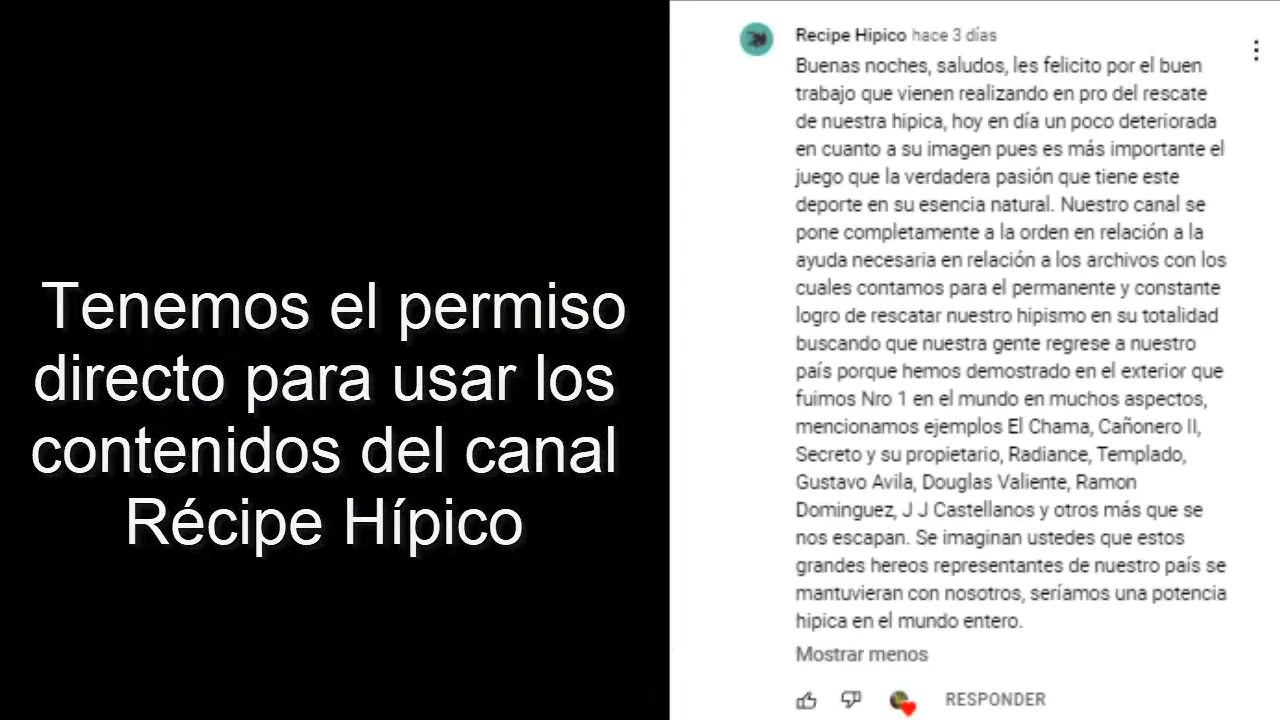 Tenemos el permiso
directo para usar los
contenidos del canal
Récipe Hípico
Recipe Hipico hace 3 días
Buenas noches, saludos, les felicito por el buen
trabajo que vienen realizando en pro del rescate
de nuestra hipica, hoy en día un poco deteriorada
en cuanto a su imagen pues es más importante el
juego que la verdadera pasión que tiene este
deporte en su esencia natural. Nuestro canal se
pone completamente a la orden en relación a la
ayuda necesaria en relación a los archivos con los
cuales contamos para el permanente y constante
logro de rescatar nuestro hipismo en su totalidad
buscando que nuestra gente regrese a nuestro
país porque hemos demostrado en el exterior que
fuimos Nro 1 en el mundo en muchos aspectos,
mencionamos ejemplos El Chama, Cañonero II,
Secreto y su propietario, Radiance, Templado,
Gustavo Avila, Douglas Valiente, Ramon
Dominguez, J J Castellanos y otros más que se
nos escapan. Se imaginan ustedes que estos
grandes hereos representantes de nuestro país se
mantuvieran con nosotros, seríamos una potencia
hipica en el mundo entero.
Mostrar menos
RESPONDER